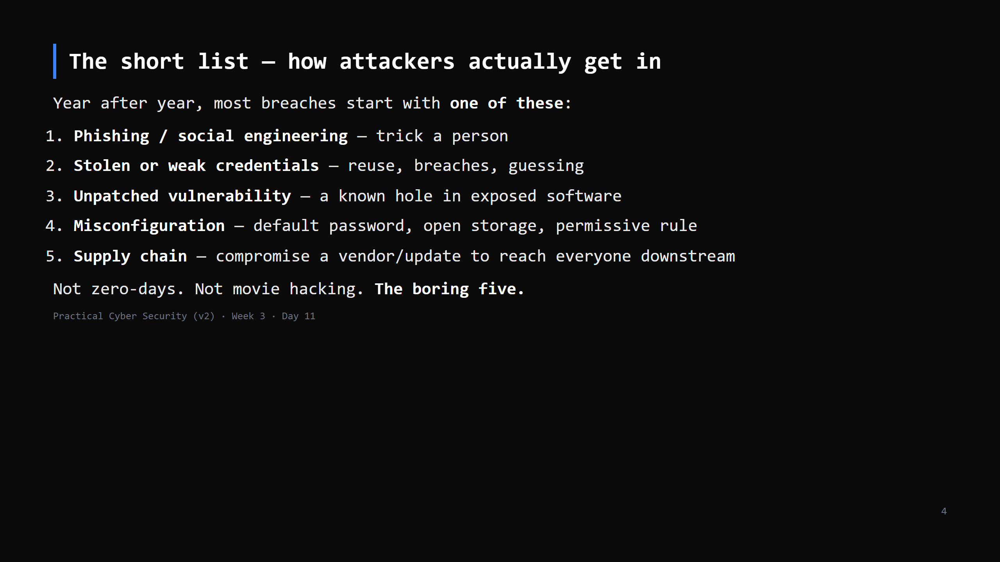 The short list — how attackers actually get in
Year after year, most breaches start with one of these:
1. Phishing / social engineering — trick a person
2. Stolen or weak credentials — reuse, breaches, guessing
3. Unpatched vulnerability — a known hole in exposed software
4. Misconfiguration — default password, open storage, permissive rule
5. Supply chain — compromise a vendor/update to reach everyone downstream
Not zero-days. Not movie hacking. The boring five.
Practical Cyber Security (v2) · Week 3 · Day 11
4